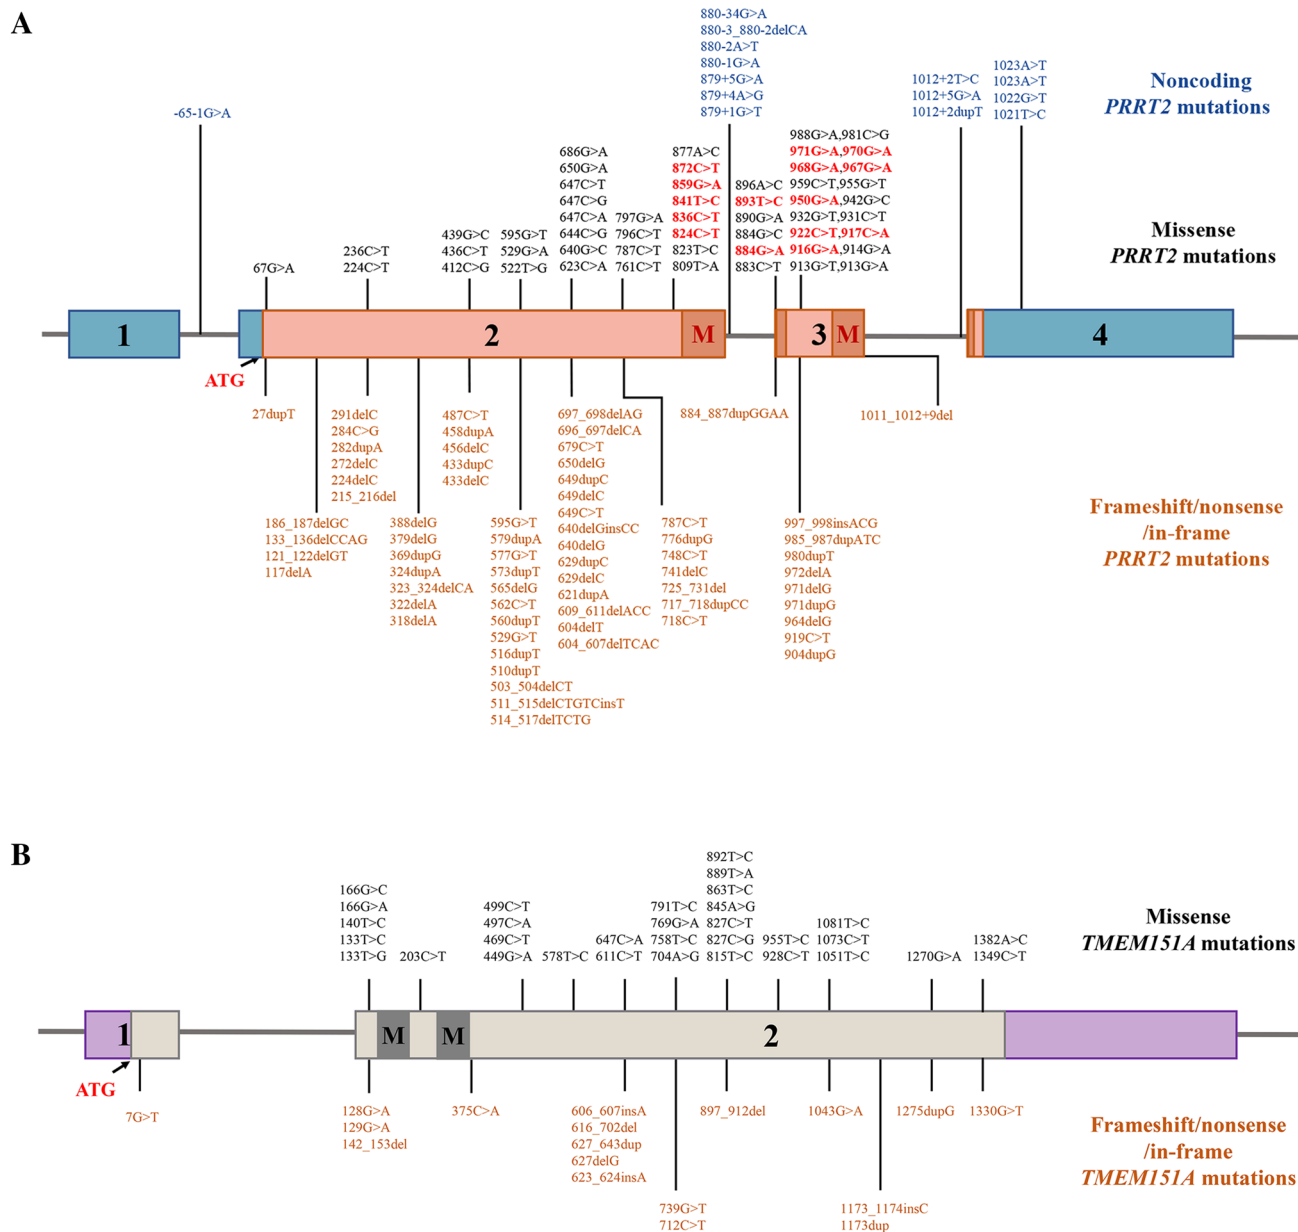 A
-65-1G>A
880-34G>A
880-3_880-2delCA
880-2A>T
880-1G>A
879+5G>A
879+4A>G
879+1G>T
1012+2T>C
1012+5G>A
1012+2dupT
1023A>T
1023A>T
1022G>T
1021T>C
Noncoding
PRRT2 mutations
67G>A
236C>T
224C>T
439G>C
436C>T
412C>G
595G>T
529G>A
522T>G
686G>A
650G>A
647C>T
647C>G
647C>A
644C>G
640G>C
623C>A
797G>A
796C>T
787C>T
761C>T
877A>C
872C>T
859G>A
841T>C
836C>T
824C>T
823T>C
809T>A
896A>C
893T>C
890G>A
884G>C
884G>A
883C>T
988G>A,981C>G
971G>A,970G>A
968G>A,967G>A
959C>T,955G>T
950G>A,942G>C
932G>T,931C>T
922C>T,917C>A
916G>A,914G>A
913G>T,913G>A
Missense
PRRT2 mutations
1
2
M
3
M
4
ATG
27dupT
186_187delGC
133_136delCCAG
121_122delGT
117delA
291delC
284C>G
282dupA
272delC
224delC
215_216del
388delG
379delG
369dupG
324dupA
323_324delCA
322delA
318delA
487C>T
458dupA
456delC
433dupC
433delC
595G>T
579dupA
577G>T
573dupT
565delG
562C>T
560dupT
529G>T
516dupT
510dupT
503_504delCT
511_515delCTGTCinsT
514_517delTCTG
697_698delAG
696_697delCA
679C>T
650delG
649dupC
649delC
649C>T
640delGinsCC
640delG
629dupC
629delC
621dupA
609_611delACC
604delT
604_607delTCAC
787C>T
776dupG
748C>T
741delC
725_731del
717_718dupCC
718C>T
884_887dupGGAA
997_998insACG
985_987dupATC
980dupT
972delA
971delG
971dupG
964delG
919C>T
904dupG
1011_1012+9del
Frameshift/nonsense
/in-frame
PRRT2 mutations
B
166G>C
166G>A
140T>C
133T>C
133T>G
203C>T
499C>T
497C>A
469C>T
449G>A
578T>C
647C>A
611C>T
791T>C
769G>A
758T>C
704A>G
892T>C
889T>A
863T>C
845A>G
827C>T
827C>G
815T>C
955T>C
928C>T
1081T>C
1073C>T
1051T>C
1270G>A
1382A>C
1349C>T
Missense
TMEM151A mutations
1
M
M
2
ATG
7G>T
128G>A
129G>A
142_153del
375C>A
606_607insA
616_702del
627_643dup
627delG
623_624insA
739G>T
712C>T
897_912del
1043G>A
1173_1174insC
1173dup
1275dupG
1330G>T
Frameshift/nonsense
/in-frame
TMEM151A mutations